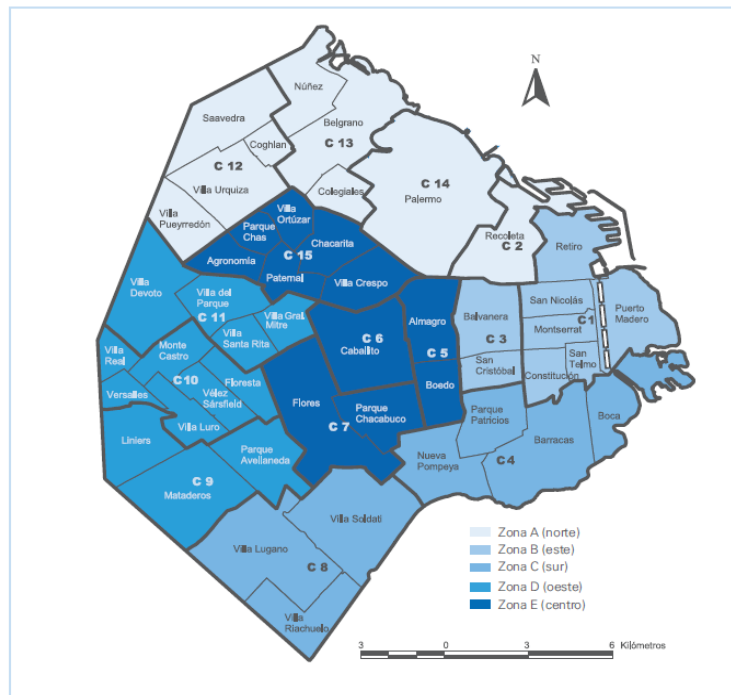 N
Núñez
Saavedra
Belgrano
Coghlan
C 13
C 12
Villa Urquiza
Colegiales
C 14
Palermo
Villa
Pueyrredón
Villa
Ortúzar
Parque
Chas
Chacarita
Recoleta
C 2
Retiro
Agronomía
C 15
Paternal
Villa Crespo
Villa
Devoto
Villa del
Parque
C 11
Villa Gral.
Mitre
Villa
Santa Rita
San Nicolás
Puerto
Madero
Almagro
Balvanera
C 1
Montserrat
C 6
Caballito
C 5
C 3
Monte
Castro
Villa
Real
San
Cristóbal
San
Telmo
Constitución
C10
Floresta
Versalles
Vélez
Sársfield
Boedo
Flores
Parque
Chacabuco
Parque
Patricios
Boca
Villa Luro
C 7
Liniers
Parque
Avellaneda
Nueva
Pompeya
Barracas
C 4
C 9
Mataderos
Villa Soldati
Villa Lugano
C 8
Villa
Riachuelo
Zona A (norte)
Zona B (este)
Zona C (sur)
Zona D (oeste)
Zona E (centro)
3 0 3 6 Kilómetros